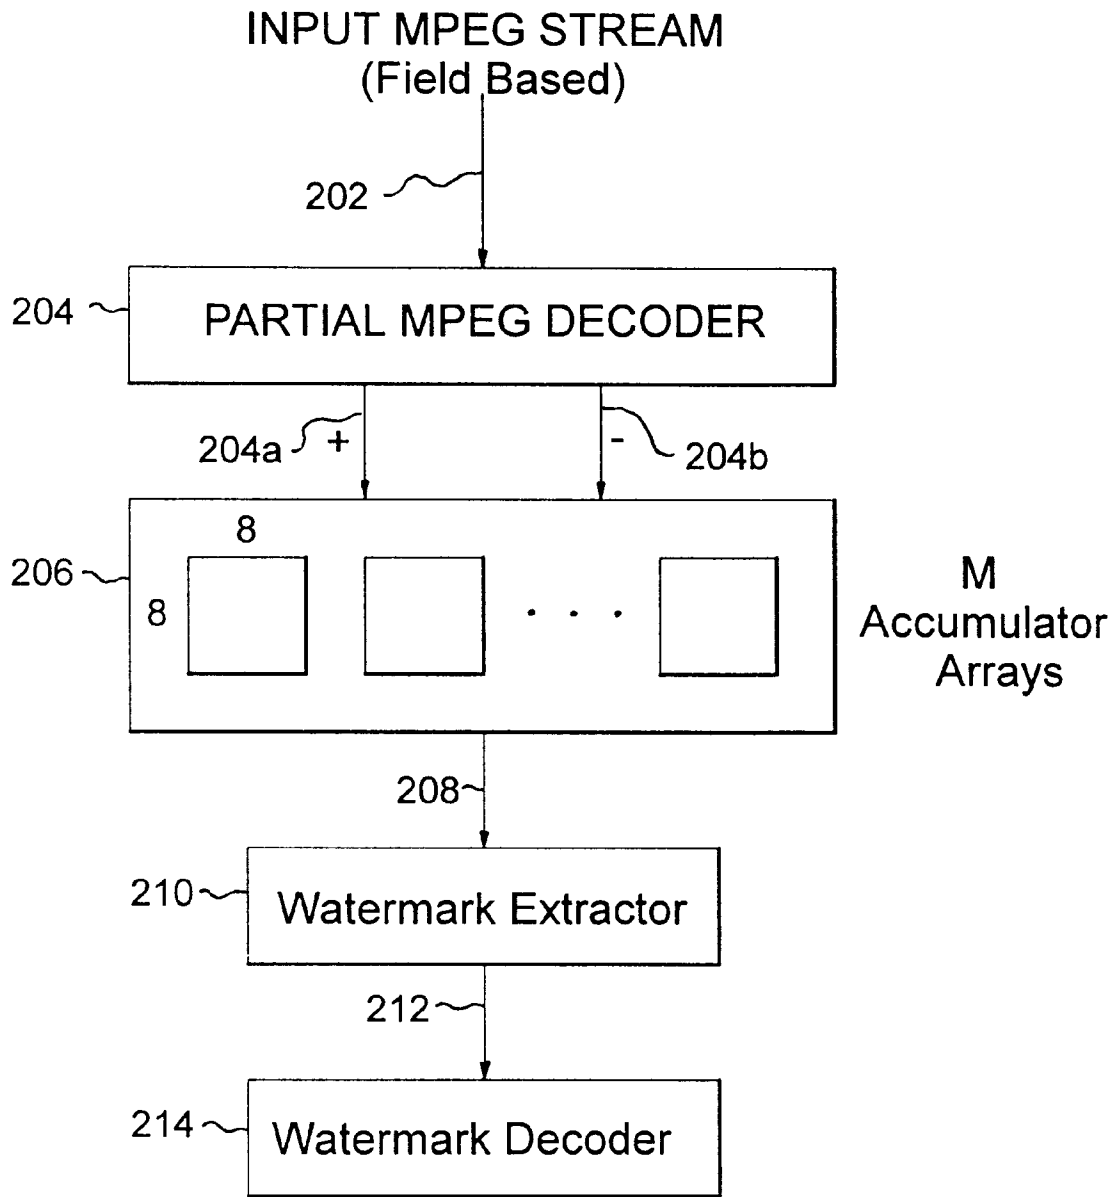 INPUT MPEG STREAM
(Field Based)
202
204
PARTIAL MPEG DECODER
204a
+
-
204b
8
206
8
M
Accumulator
Arrays
. . .
208
210
Watermark Extractor
212
214
Watermark Decoder